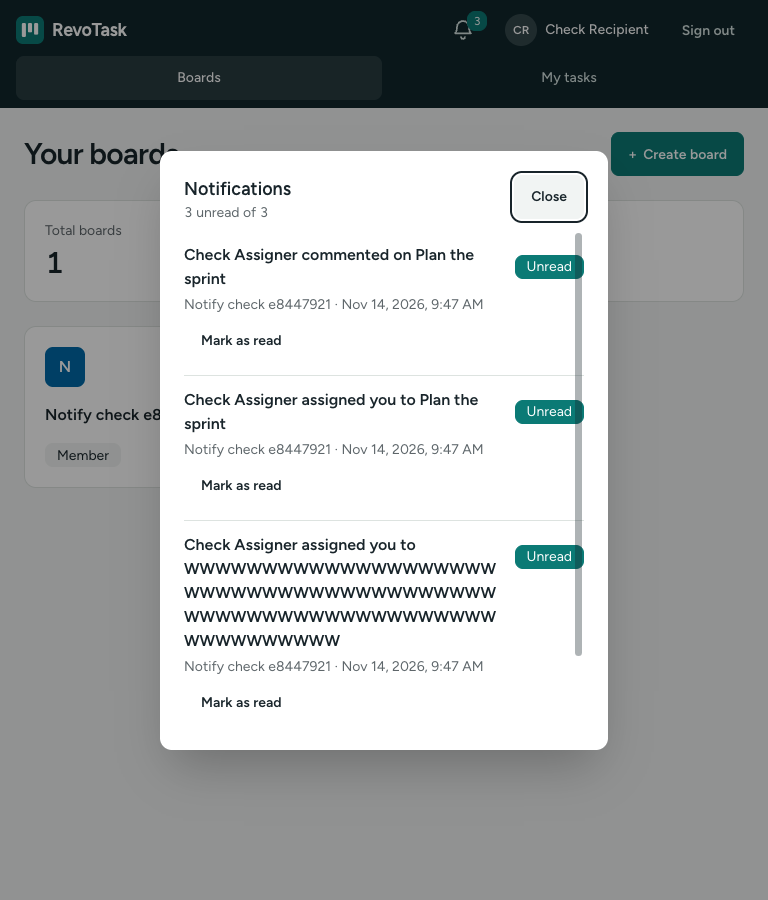 RevoTask
3
CR
Check Recipient
Sign out
Boards
My tasks
Your boards
+ Create board
Total boards
1
N
Notify check e8
Member
Notifications
3 unread of 3
Close
Check Assigner commented on Plan the
sprint
Unread
Notify check e8447921 · Nov 14, 2026, 9:47 AM
Mark as read
Check Assigner assigned you to Plan the
sprint
Unread
Notify check e8447921 · Nov 14, 2026, 9:47 AM
Mark as read
Check Assigner assigned you to
WWWWWWWWWWWWWWWWWWWW
WWWWWWWWWWWWWWWWWWWW
WWWWWWWWWWWWWWWWWWWW
WWWWWWWWWW
Unread
Notify check e8447921 · Nov 14, 2026, 9:47 AM
Mark as read